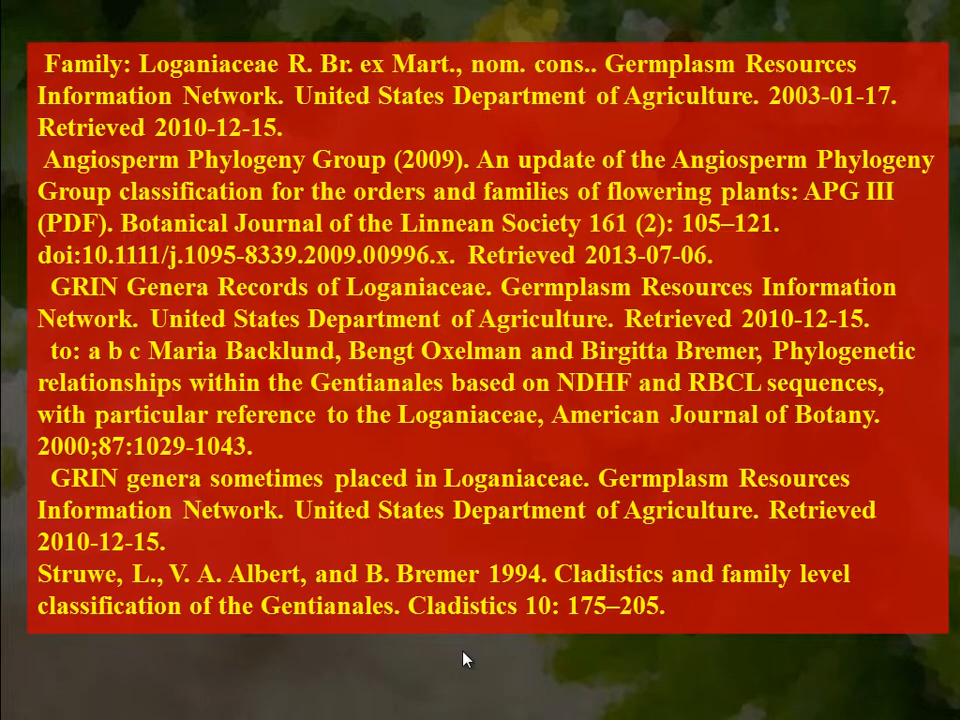 Family: Loganiaceae R. Br. ex Mart., nom. cons.. Germplasm Resources
Information Network. United States Department of Agriculture. 2003-01-17.
Retrieved 2010-12-15.
Angiosperm Phylogeny Group (2009). An update of the Angiosperm Phylogeny
Group classification for the orders and families of flowering plants: APG III
(PDF). Botanical Journal of the Linnean Society 161 (2): 105–121.
doi:10.1111/j.1095-8339.2009.00996.x. Retrieved 2013-07-06.
GRIN Genera Records of Loganiaceae. Germplasm Resources Information
Network. United States Department of Agriculture. Retrieved 2010-12-15.
to: a b c Maria Backlund, Bengt Oxelman and Birgitta Bremer, Phylogenetic
relationships within the Gentianales based on NDHF and RBCL sequences,
with particular reference to the Loganiaceae, American Journal of Botany.
2000;87:1029-1043.
GRIN genera sometimes placed in Loganiaceae. Germplasm Resources
Information Network. United States Department of Agriculture. Retrieved
2010-12-15.
Struwe, L., V. A. Albert, and B. Bremer 1994. Cladistics and family level
classification of the Gentianales. Cladistics 10: 175–205.